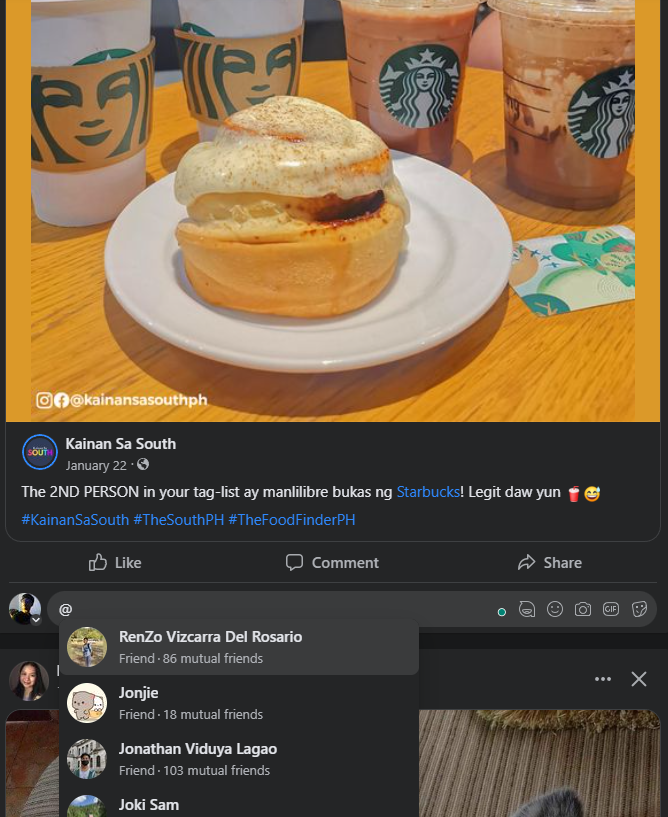 @kainansasouthph
SOUTH
Kainan Sa South
January 22 ·
The 2ND PERSON in your tag-list ay manlilibre bukas ng Starbucks! Legit daw yun 🥤😅
#KainanSaSouth #TheSouthPH #TheFoodFinderPH
Like Comment Share
@
GIF
RenZo Vizcarra Del Rosario
Friend · 86 mutual friends
Jonjie
Friend · 18 mutual friends
Jonathan Viduya Lagao
Friend · 103 mutual friends
Joki Sam